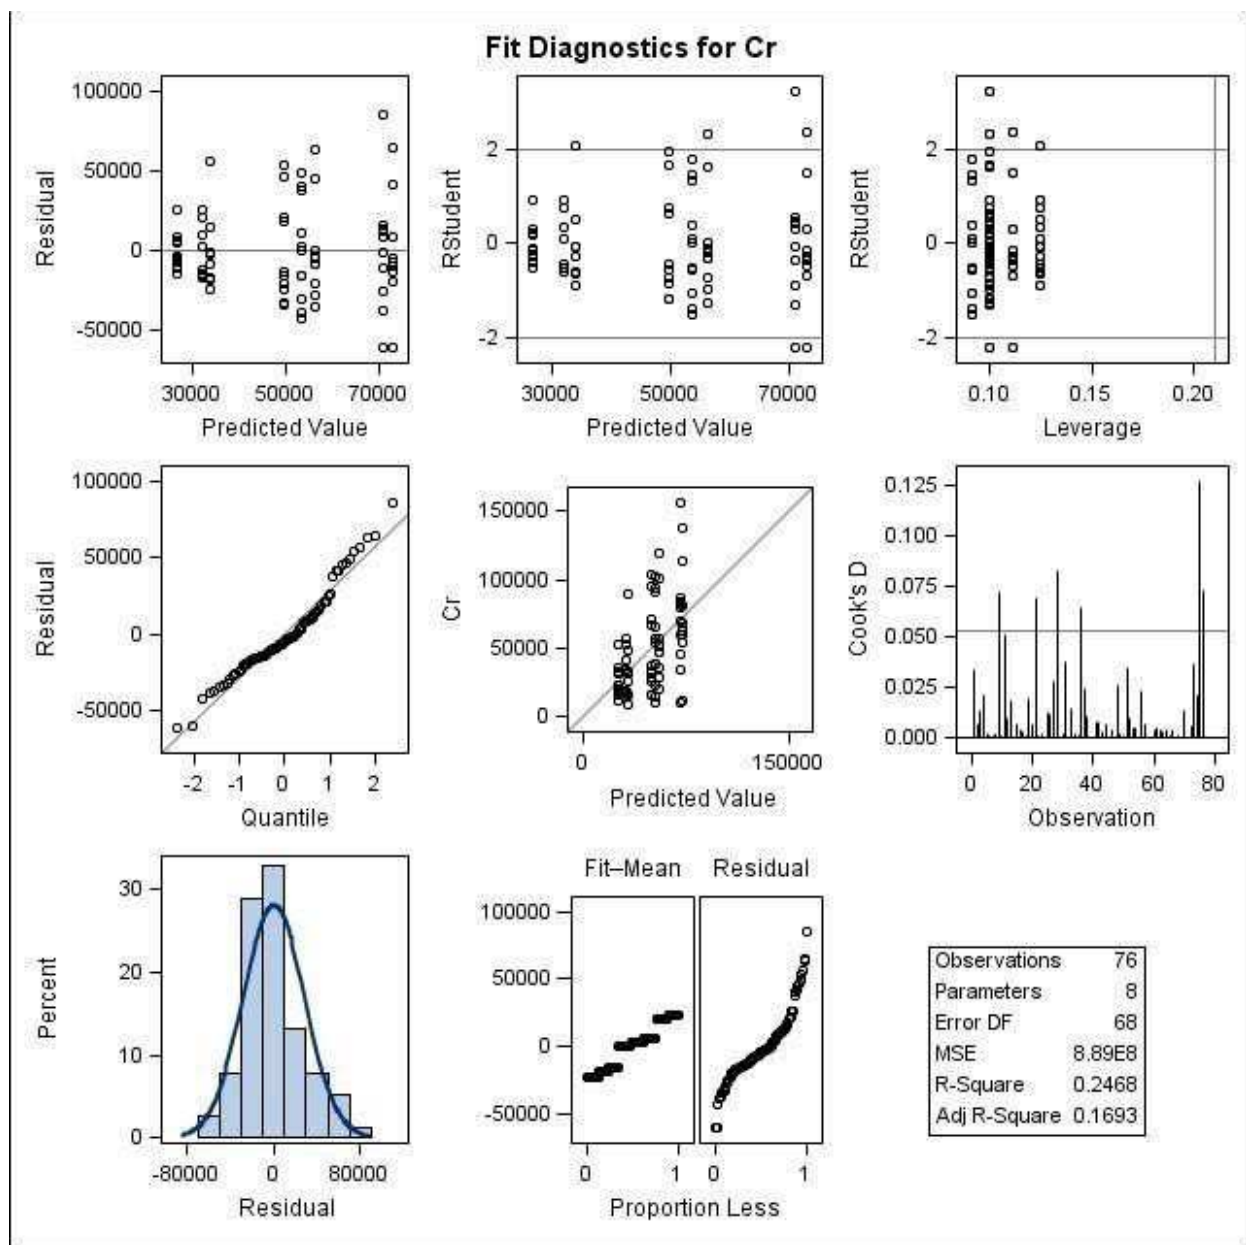 Fit Diagnostics for Cr
100000
50000
0
-50000
Residual
30000 50000 70000
Predicted Value
2
0
-2
RStudent
30000 50000 70000
Predicted Value
2
0
-2
RStudent
0.10 0.15 0.20
Leverage
100000
50000
0
-50000
Residual
-2 -1 0 1 2
Quantile
150000
100000
50000
0
Cr
0 150000
Predicted Value
0.125
0.100
0.075
0.050
0.025
0.000
Cook's D
0 20 40 60 80
Observation
30
20
10
0
Percent
-80000 0 80000
Residual
Fit–Mean Residual
100000
50000
0
-50000
0 1 0 1
Proportion Less
Observations 76
Parameters 8
Error DF 68
MSE 8.89E8
R-Square 0.2468
Adj R-Square 0.1693